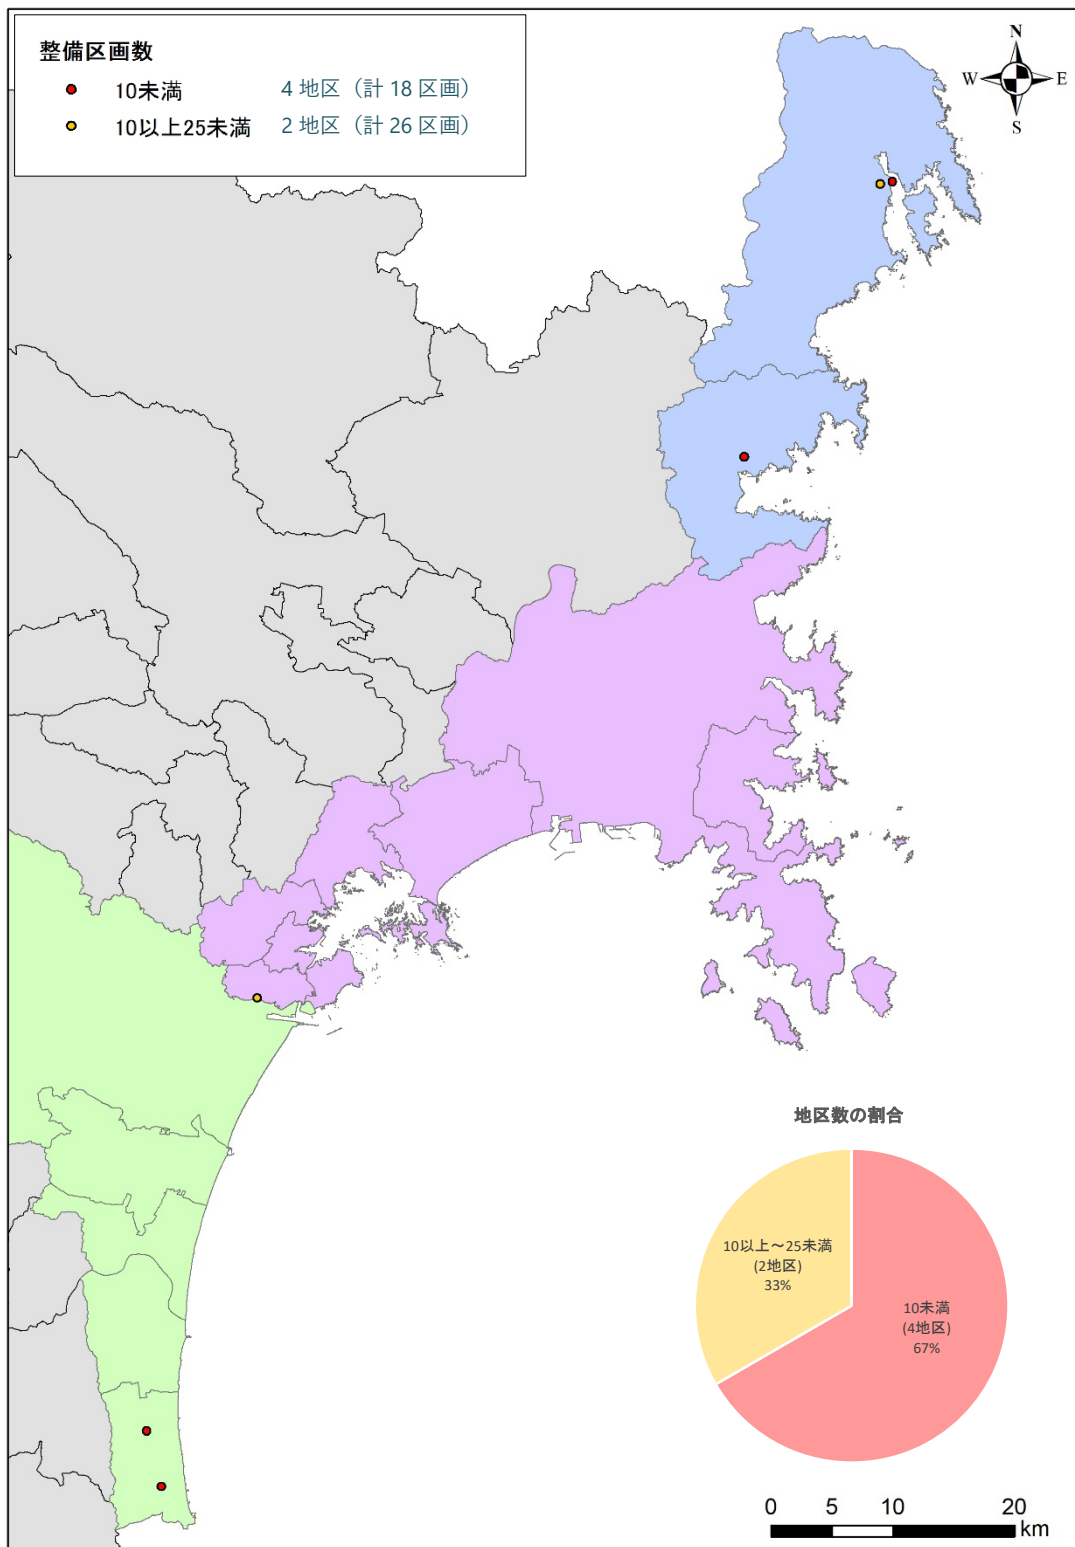 整備区画数
10未満 4 地区（計 18 区画）
10以上25未満 2 地区（計 26 区画）
N
W E
S
地区数の割合
10以上～25未満
(2地区)
33%
10未満
(4地区)
67%
0 5 10 20
km